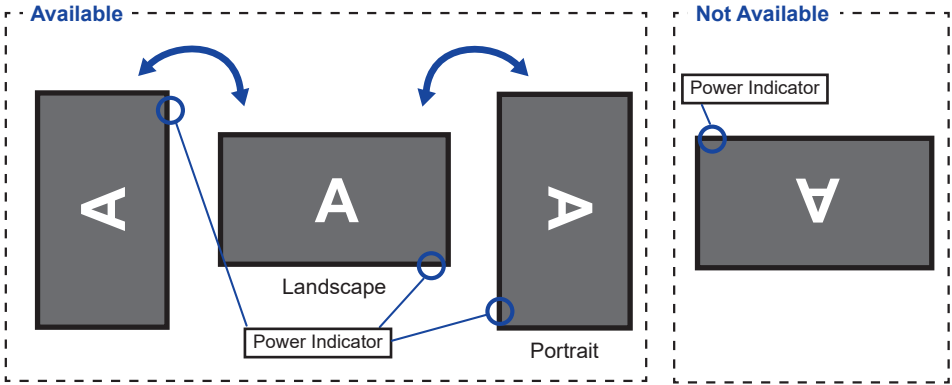 Available
Not Available
Power Indicator
A
A
A
A
Landscape
Power Indicator
Portrait